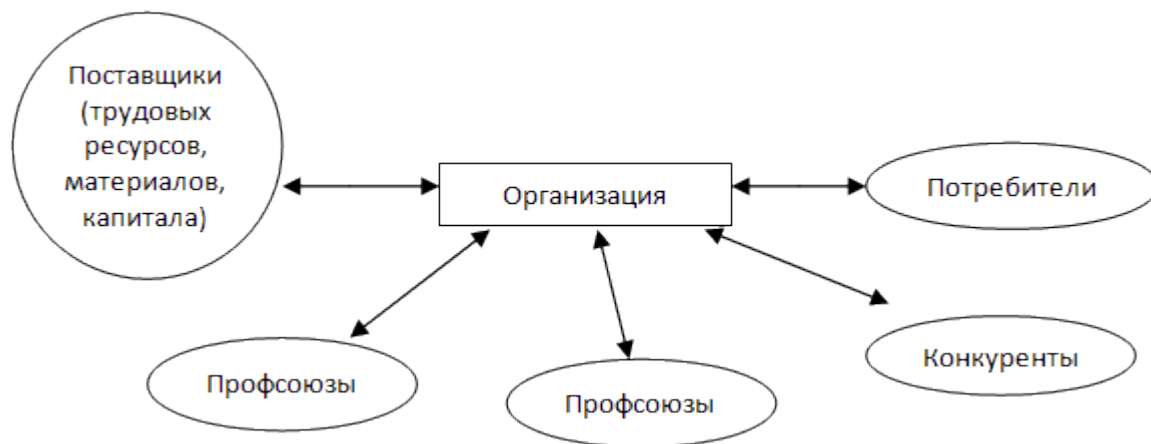 Поставщики
(трудовых
ресурсов,
материалов,
капитала)
Организация
Потребители
Профсоюзы
Профсоюзы
Конкуренты